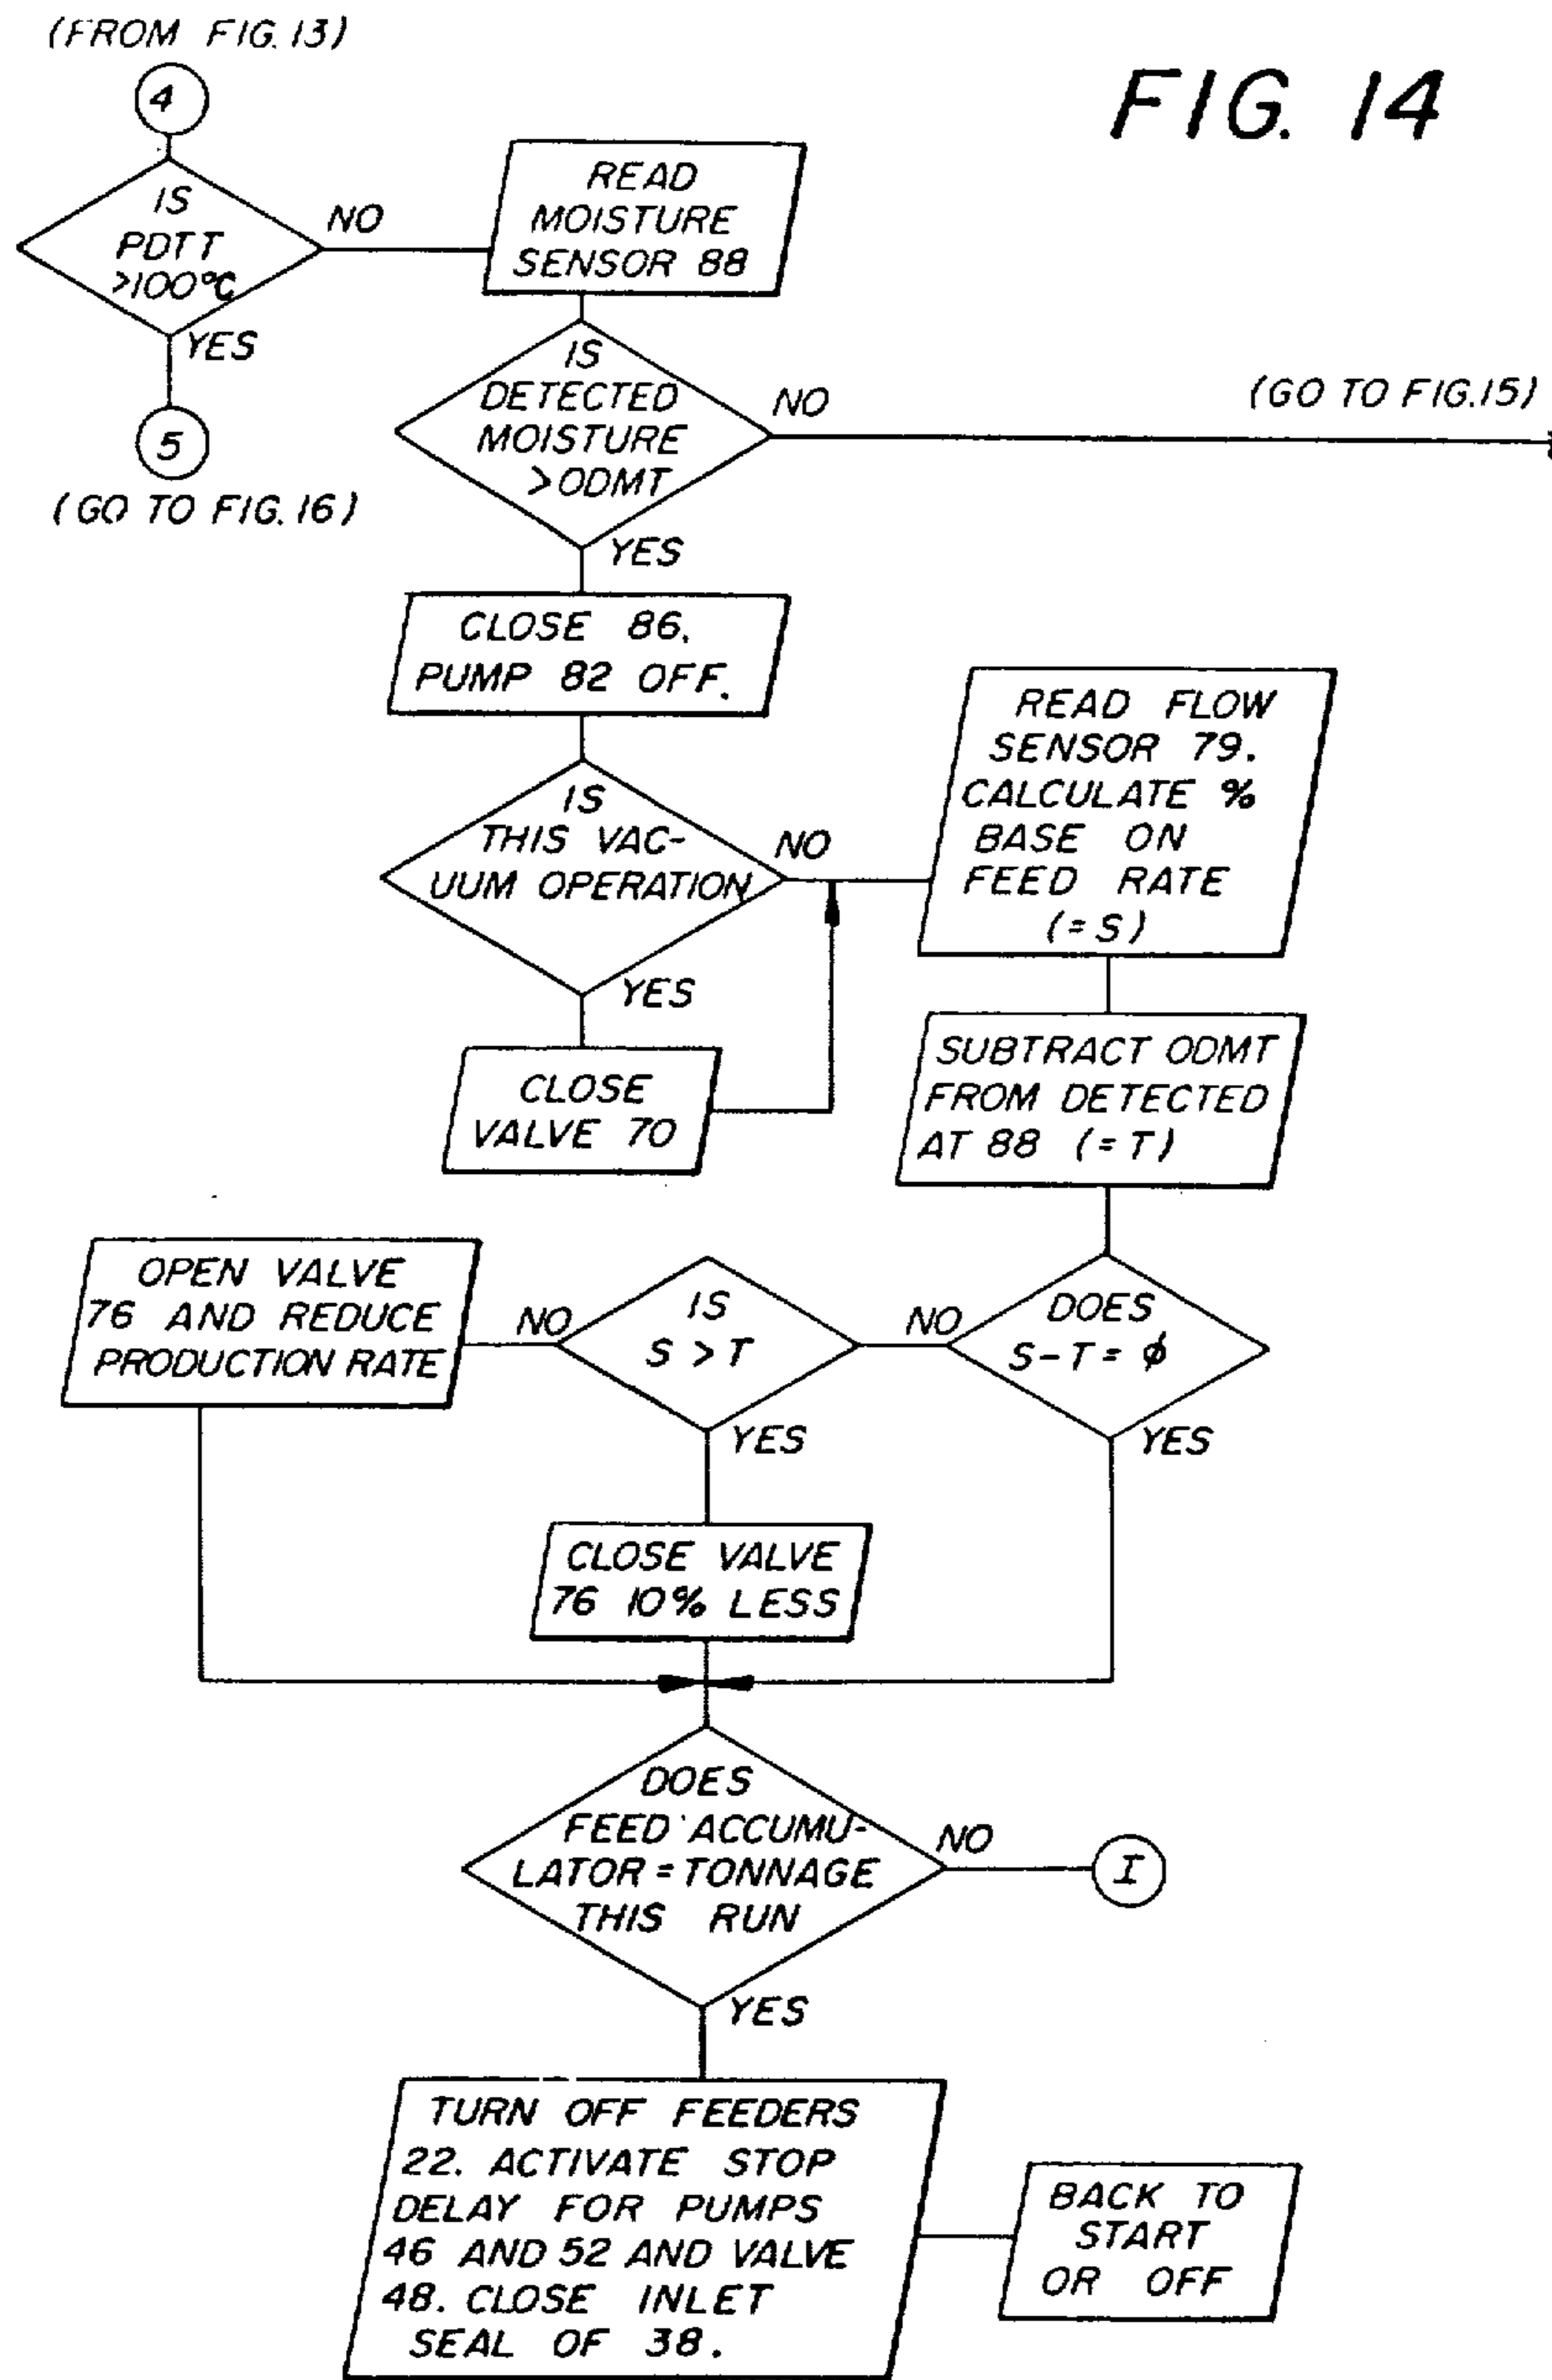 (FROM FIG. 13)
FIG. 14
4
IS
PDTT
>100°C
NO
YES
5
(GO TO FIG. 16)
READ
MOISTURE
SENSOR 88
IS
DETECTED
MOISTURE
>ODMT
NO
(GO TO FIG.15)
YES
CLOSE 86.
PUMP 82 OFF.
IS
THIS VAC-
UUM OPERATION
NO
YES
CLOSE
VALVE 70
READ FLOW
SENSOR 79.
CALCULATE %
BASE ON
FEED RATE
(=S)
SUBTRACT ODMT
FROM DETECTED
AT 88 (=T)
DOES
S-T=ϕ
NO
YES
IS
S>T
NO
YES
OPEN VALVE
76 AND REDUCE
PRODUCTION RATE
CLOSE VALVE
76 10% LESS
DOES
FEED ACCUMU-
LATOR=TONNAGE
THIS RUN
NO
I
YES
TURN OFF FEEDERS
22. ACTIVATE STOP
DELAY FOR PUMPS
46 AND 52 AND VALVE
48. CLOSE INLET
SEAL OF 38.
BACK TO
START
OR OFF